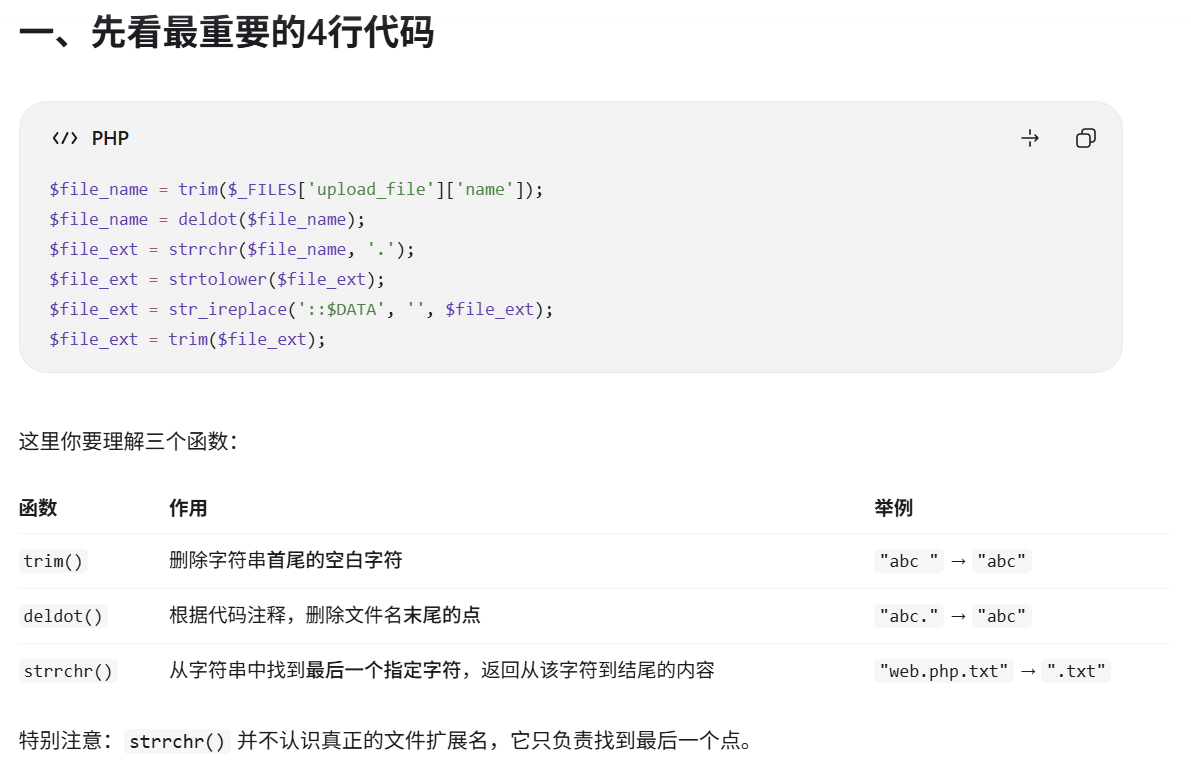 一、先看最重要的4行代码
</> PHP
$file_name = trim($_FILES['upload_file']['name']);
$file_name = deldot($file_name);
$file_ext = strrchr($file_name, '.');
$file_ext = strtolower($file_ext);
$file_ext = str_ireplace('::$DATA', '', $file_ext);
$file_ext = trim($file_ext);
这里你要理解三个函数：
函数 作用 举例
trim() 删除字符串首尾的空白字符 "abc " → "abc"
deldot() 根据代码注释，删除文件名末尾的点 "abc." → "abc"
strrchr() 从字符串中找到最后一个指定字符，返回从该字符到结尾的内容 "web.php.txt" → ".txt"
特别注意： strrchr() 并不认识真正的文件扩展名，它只负责找到最后一个点。